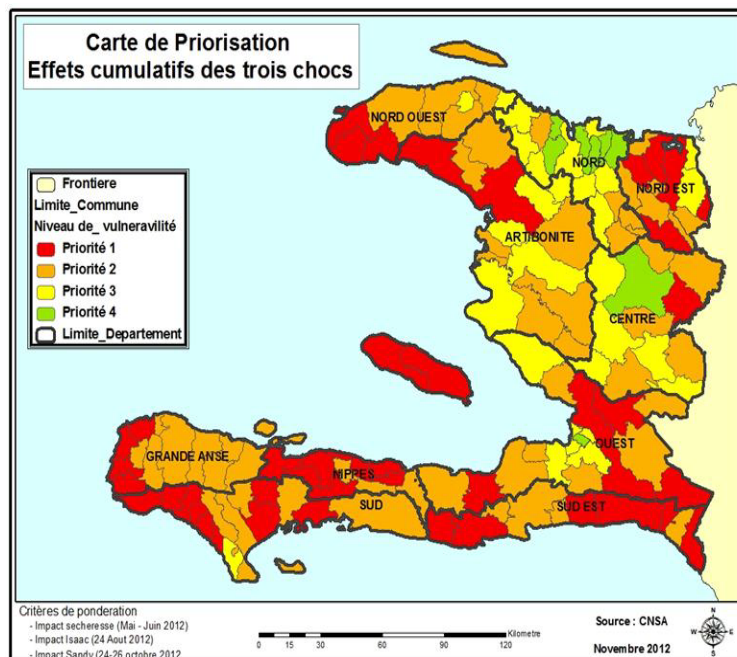 Carte de Priorisation
Effets cumulatifs des trois chocs
Frontiere
Limite_Commune
Niveau de_ vulneravilité
Priorité 1
Priorité 2
Priorité 3
Priorité 4
Limite_Departement
NORD OUEST
NORD
NORD EST
ARTIBONITE
CENTRE
OUEST
GRANDE ANSE
NIPPES
SUD
SUD EST
Critères de ponderation
- Impact secheresse (Mai - Juin 2012)
- Impact Isaac (24 Aout 2012)
- Impact Sandy (24-26 octobre 2012
Kilometre
0 15 30 60 90 120
Source : CNSA
Novembre 2012
N
W E
S